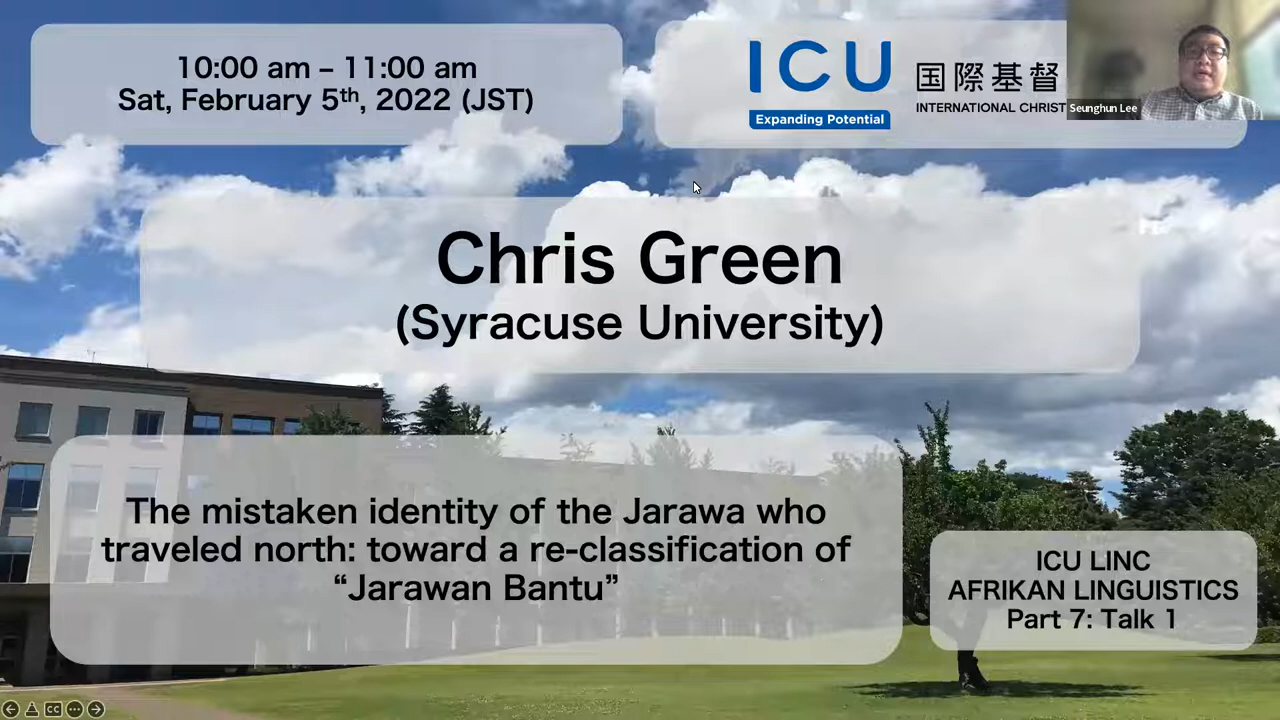 10:00 am – 11:00 am
Sat, February 5th, 2022 (JST)
ICU
Expanding Potential
国際基督
INTERNATIONAL CHRIST
Seunghun Lee
Chris Green
(Syracuse University)
The mistaken identity of the Jarawa who
traveled north: toward a re-classification of
“Jarawan Bantu”
ICU LINC
AFRIKAN LINGUISTICS
Part 7: Talk 1
CC